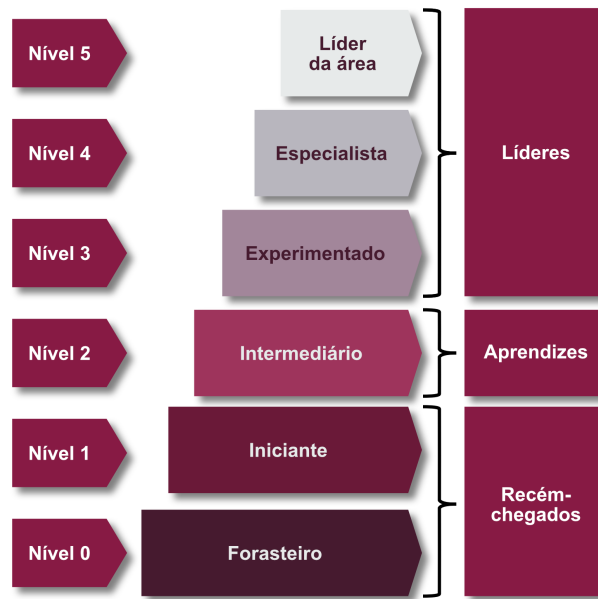 Nível 5
Líder
da área
Nível 4
Especialista
Líderes
Nível 3
Experimentado
Nível 2
Intermediário
Aprendizes
Nível 1
Iniciante
Recém-
chegados
Nível 0
Forasteiro